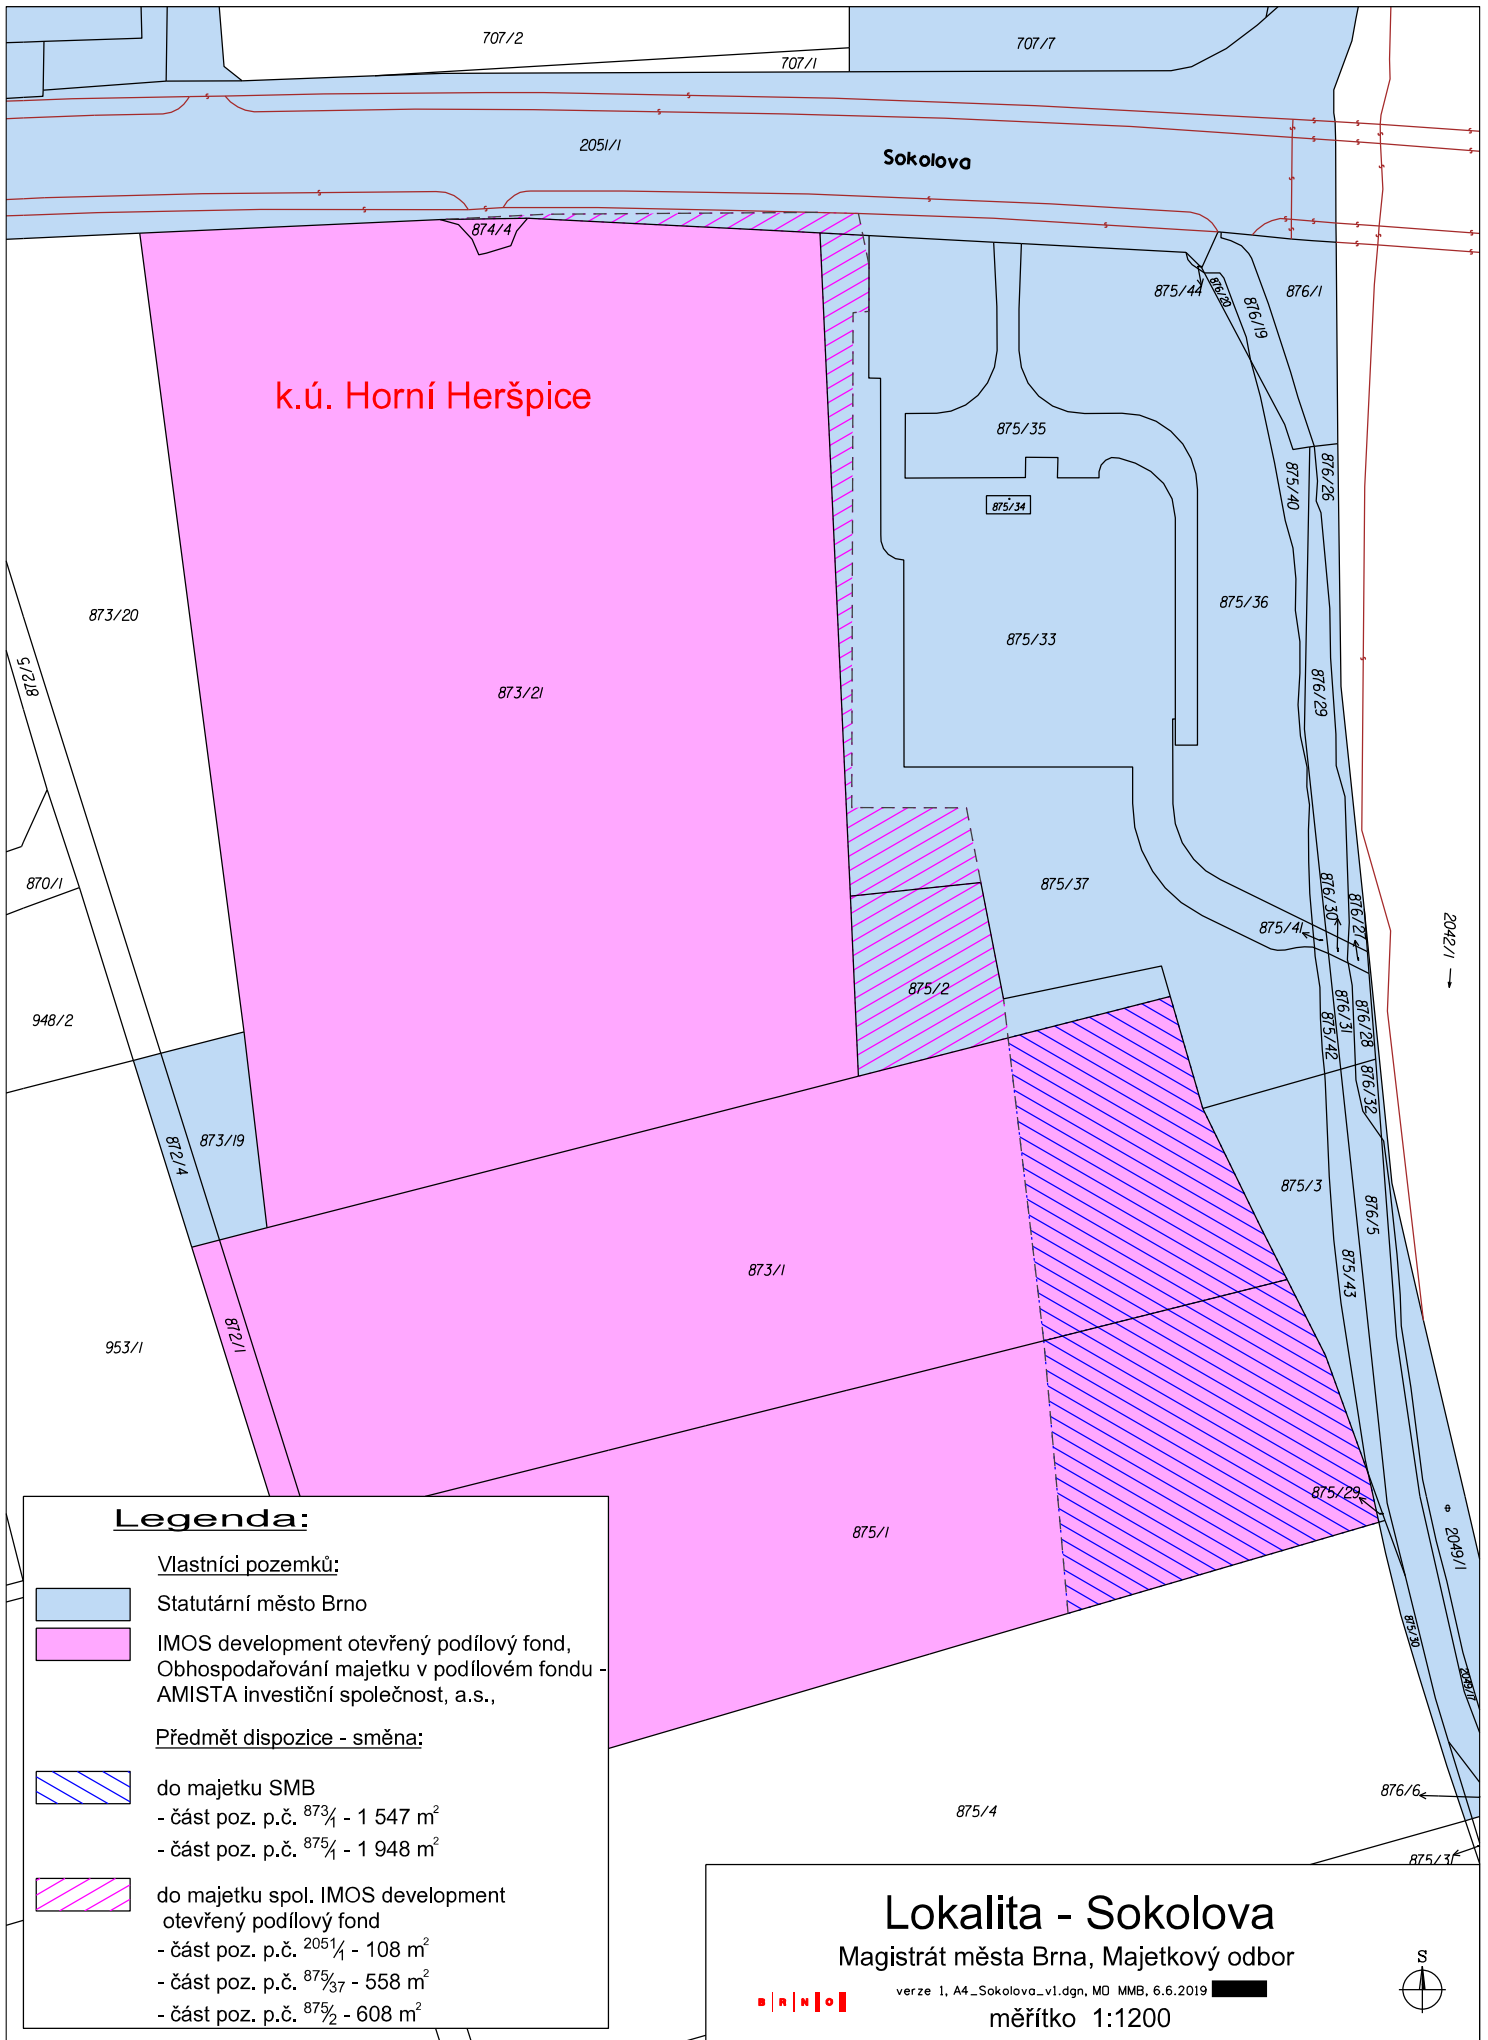 707/2
707/7
707/1
2051/1
Sokolova
874/4
875/44
876/20
876/19
876/1
k.ú. Horní Heršpice
875/35
875/34
875/40
876/26
873/20
875/36
875/33
872/5
873/21
876/29
870/1
875/37
876/30
876/27
875/41
2042/1
948/2
875/2
875/42
876/31
876/28
876/32
872/4
873/19
875/3
876/5
873/1
875/43
953/1
872/1
875/29
875/1
2049/1
875/30
2049/17
876/6
875/4
875/31
Legenda:
Vlastníci pozemků:
Statutární město Brno
IMOS development otevřený podílový fond,
Obhospodařování majetku v podílovém fondu -
AMISTA investiční společnost, a.s.,
Předmět dispozice - směna:
do majetku SMB
- část poz. p.č. 873/1 - 1 547 m²
- část poz. p.č. 875/1 - 1 948 m²
do majetku spol. IMOS development
otevřený podílový fond
- část poz. p.č. 2051/1 - 108 m²
- část poz. p.č. 875/37 - 558 m²
- část poz. p.č. 875/2 - 608 m²
Lokalita - Sokolova
Magistrát města Brna, Majetkový odbor
verze 1, A4_Sokolova_v1.dgn, MO MMB, 6.6.2019
B R N O
měřítko 1:1200
S